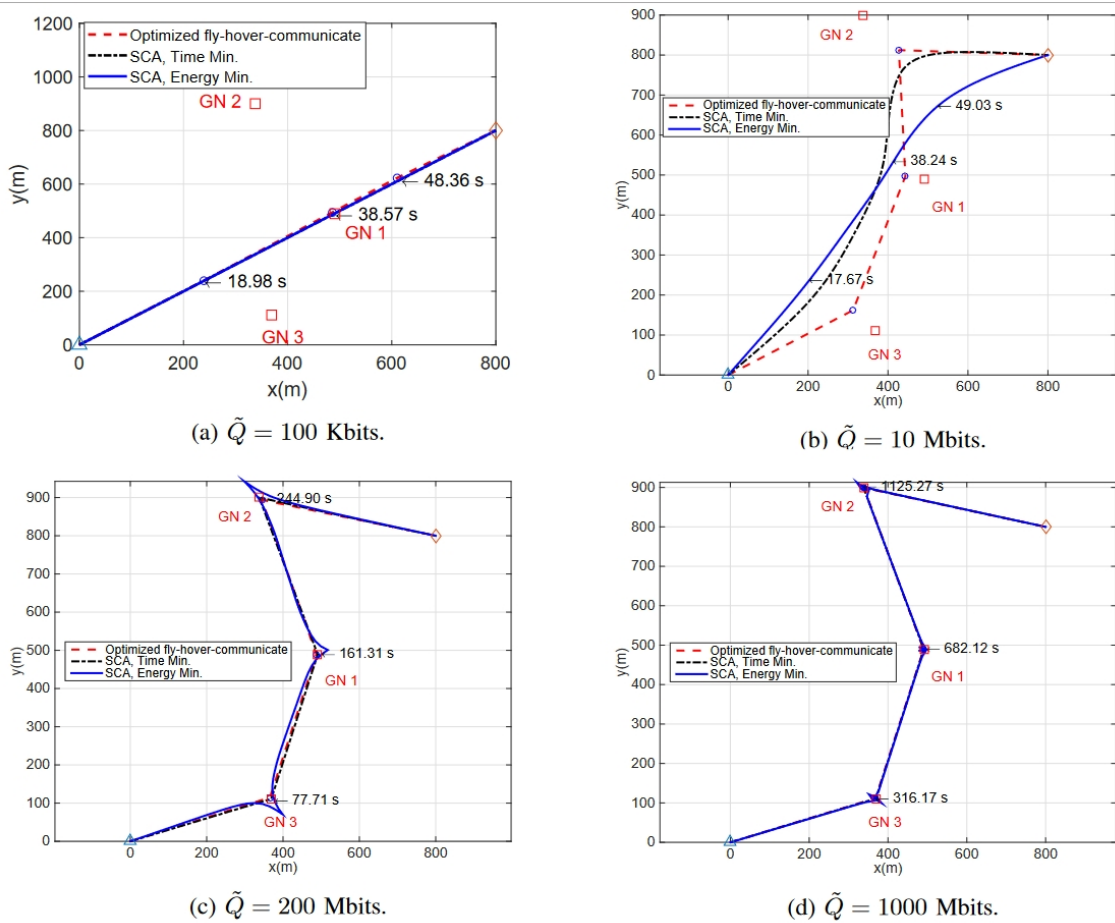 1200
1000
800
600
400
200
0
y(m)
Optimized fly-hover-communicate
SCA, Time Min.
SCA, Energy Min.
GN 2
48.36 s
38.57 s
GN 1
18.98 s
GN 3
0 200 400 600 800
x(m)
(a) Q̃ = 100 Kbits.
900
800
700
600
500
400
300
200
100
0
y(m)
GN 2
Optimized fly-hover-communicate
SCA, Time Min.
SCA, Energy Min.
49.03 s
38.24 s
GN 1
17.67 s
GN 3
0 200 400 600 800
x(m)
(b) Q̃ = 10 Mbits.
900
800
700
600
500
400
300
200
100
0
y(m)
244.90 s
GN 2
Optimized fly-hover-communicate
SCA, Time Min.
SCA, Energy Min.
161.31 s
GN 1
77.71 s
GN 3
0 200 400 600 800
x(m)
(c) Q̃ = 200 Mbits.
900
800
700
600
500
400
300
200
100
0
y(m)
1125.27 s
GN 2
Optimized fly-hover-communicate
SCA, Time Min.
SCA, Energy Min.
682.12 s
GN 1
316.17 s
GN 3
0 200 400 600 800
x(m)
(d) Q̃ = 1000 Mbits.